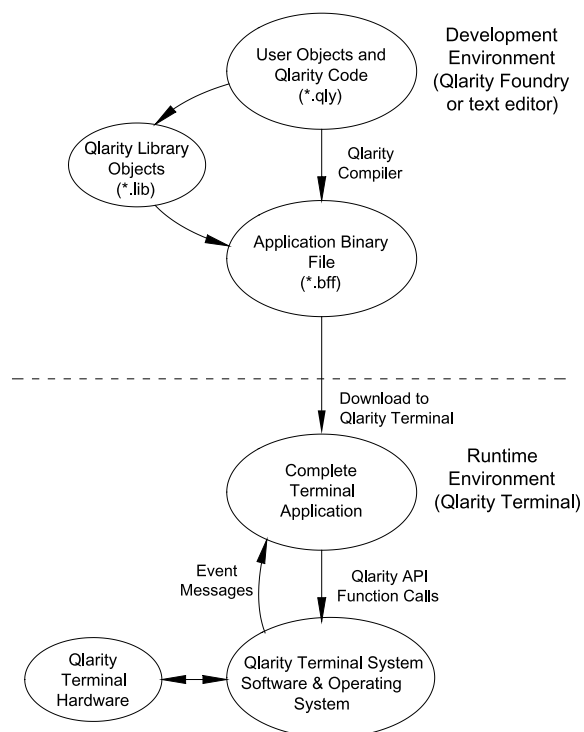 User Objects and
Qlarity Code
(*.qly)
Development
Environment
(Qlarity Foundry
or text editor)
Qlarity Library
Objects
(*.lib)
Qlarity
Compiler
Application Binary
File
(*.bff)
Download to
Qlarity Terminal
Complete
Terminal
Application
Runtime
Environment
(Qlarity Terminal)
Event
Messages
Qlarity API
Function Calls
Qlarity
Terminal
Hardware
Qlarity Terminal System
Software & Operating
System